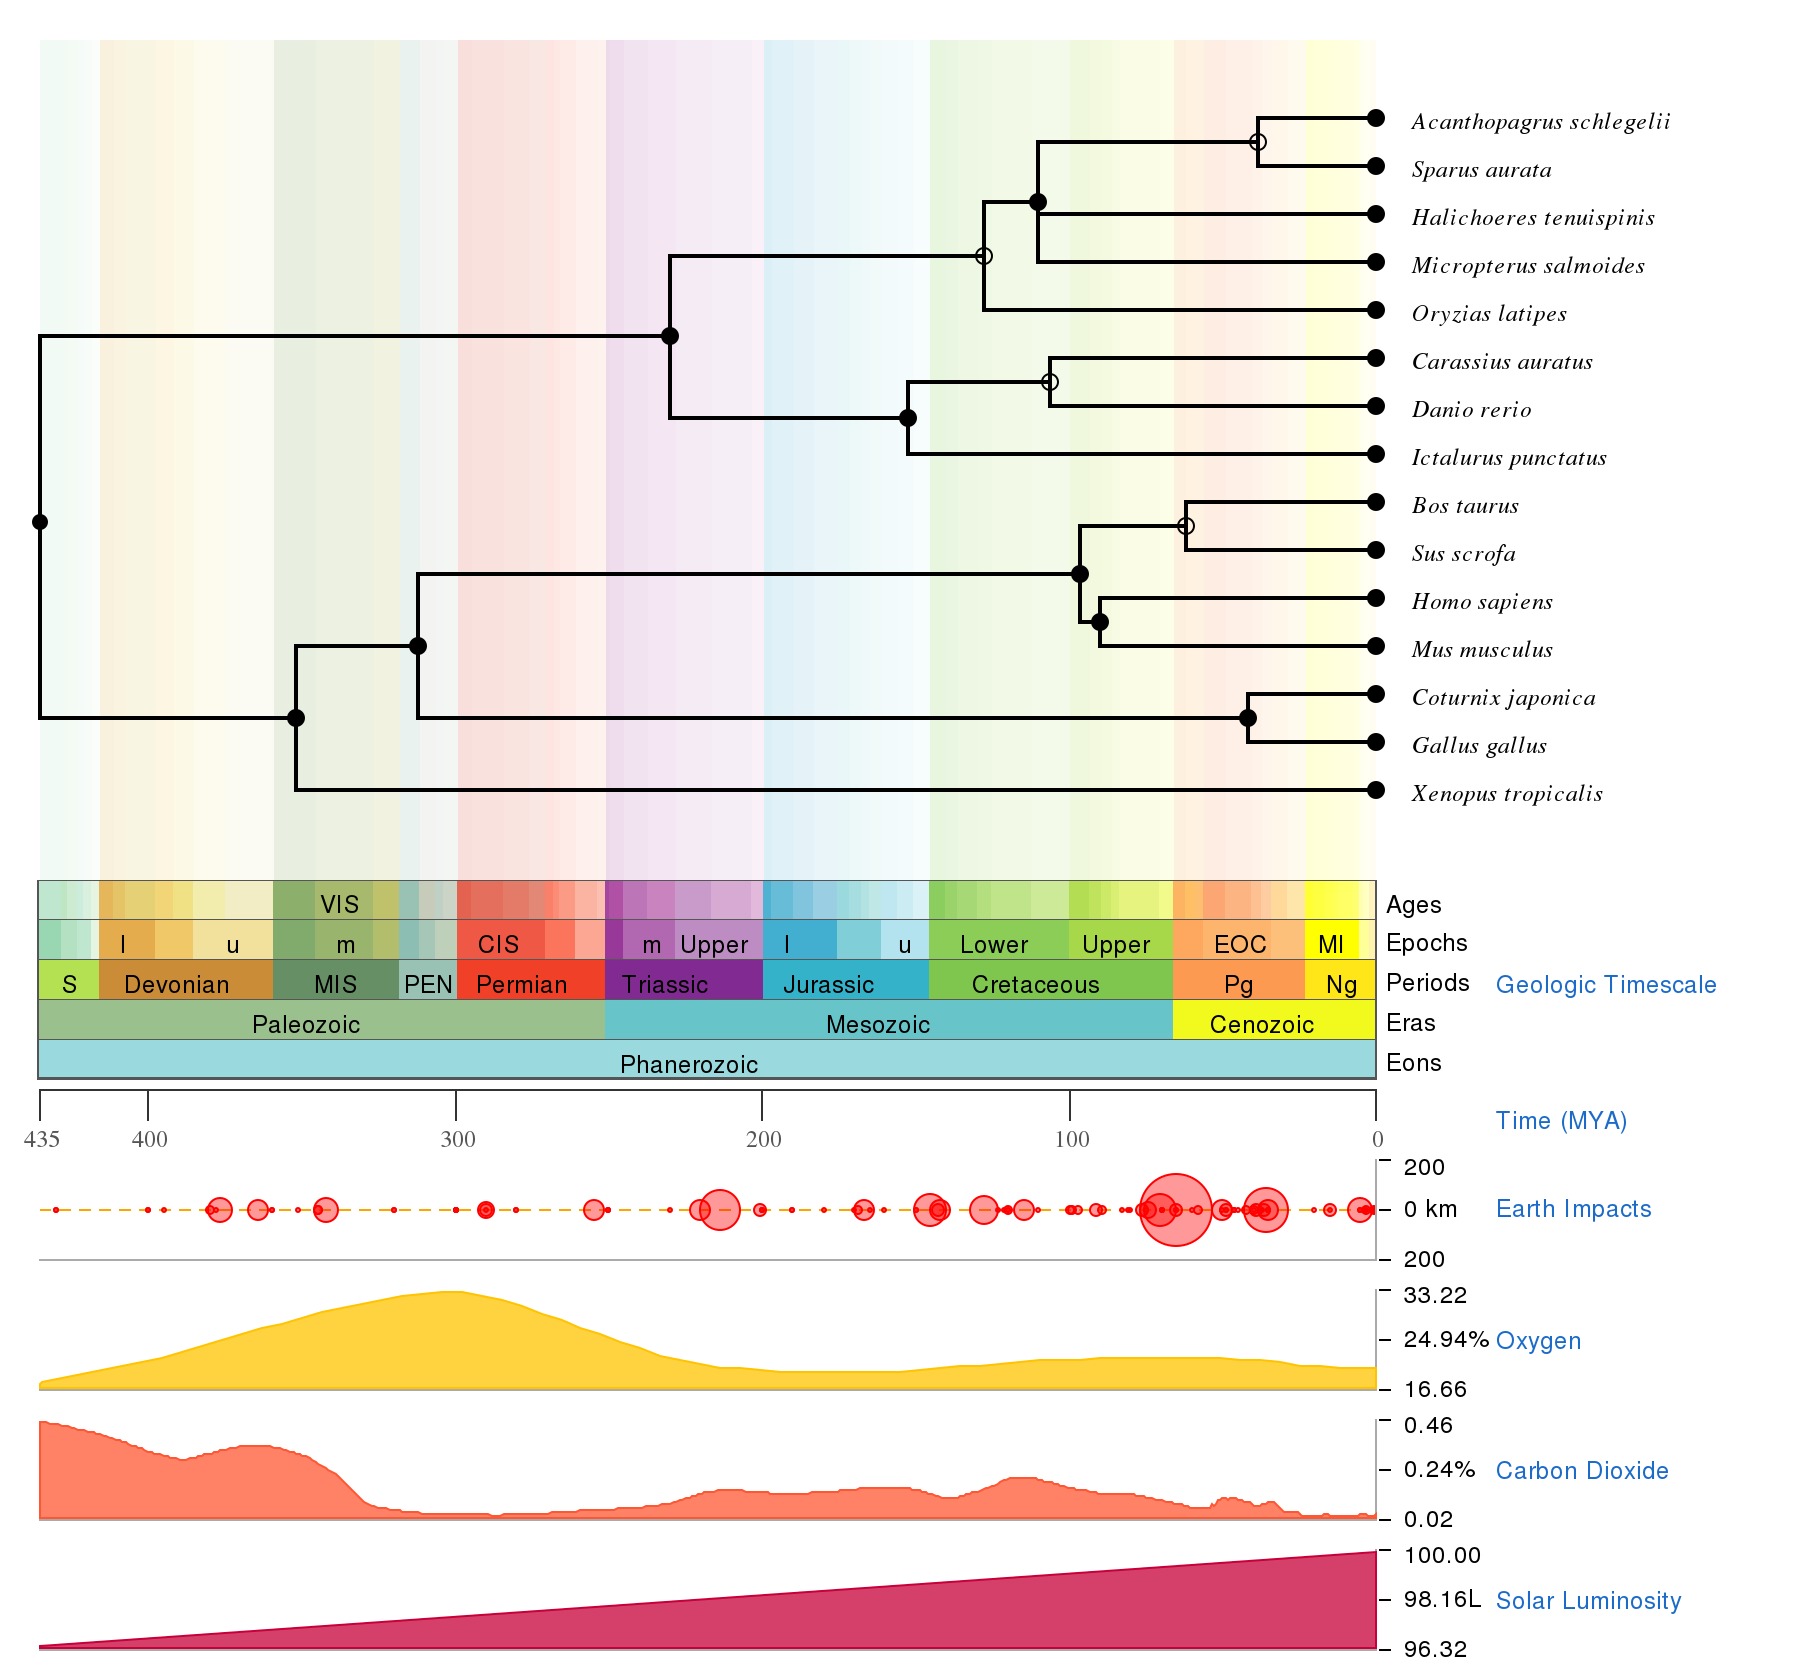 Acanthopagrus schlegelii
Sparus aurata
Halichoeres tenuispinis
Micropterus salmoides
Oryzias latipes
Carassius auratus
Danio rerio
Ictalurus punctatus
Bos taurus
Sus scrofa
Homo sapiens
Mus musculus
Coturnix japonica
Gallus gallus
Xenopus tropicalis
VIS Ages
l u m CIS m Upper l u Lower Upper EOC MI Epochs
S Devonian MIS PEN Permian Triassic Jurassic Cretaceous Pg Ng Periods Geologic Timescale
Paleozoic Mesozoic Cenozoic Eras
Phanerozoic Eons
Time (MYA)
435 400 300 200 100 0
200
0 km Earth Impacts
200
33.22
24.94% Oxygen
16.66
0.46
0.24% Carbon Dioxide
0.02
100.00
98.16L Solar Luminosity
96.32